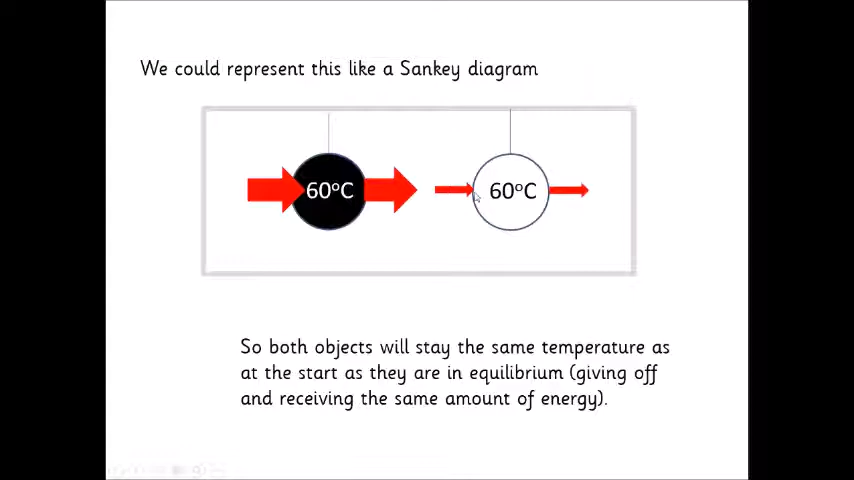 We could represent this like a Sankey diagram
60°C 60°C
So both objects will stay the same temperature as
at the start as they are in equilibrium (giving off
and receiving the same amount of energy).